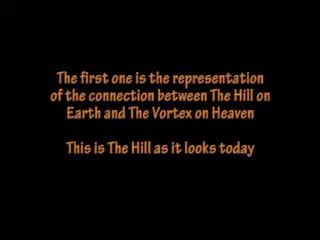 The first one is the representation
of the connection between The Hill on
Earth and The Vortex on Heaven
This is The Hill as it looks today